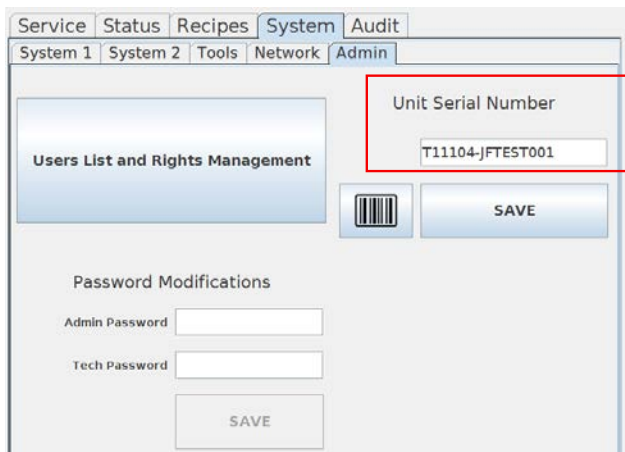 Service Status Recipes System Audit
System 1 System 2 Tools Network Admin
Unit Serial Number
Users List and Rights Management
T11104-JFTEST001
SAVE
Password Modifications
Admin Password
Tech Password
SAVE